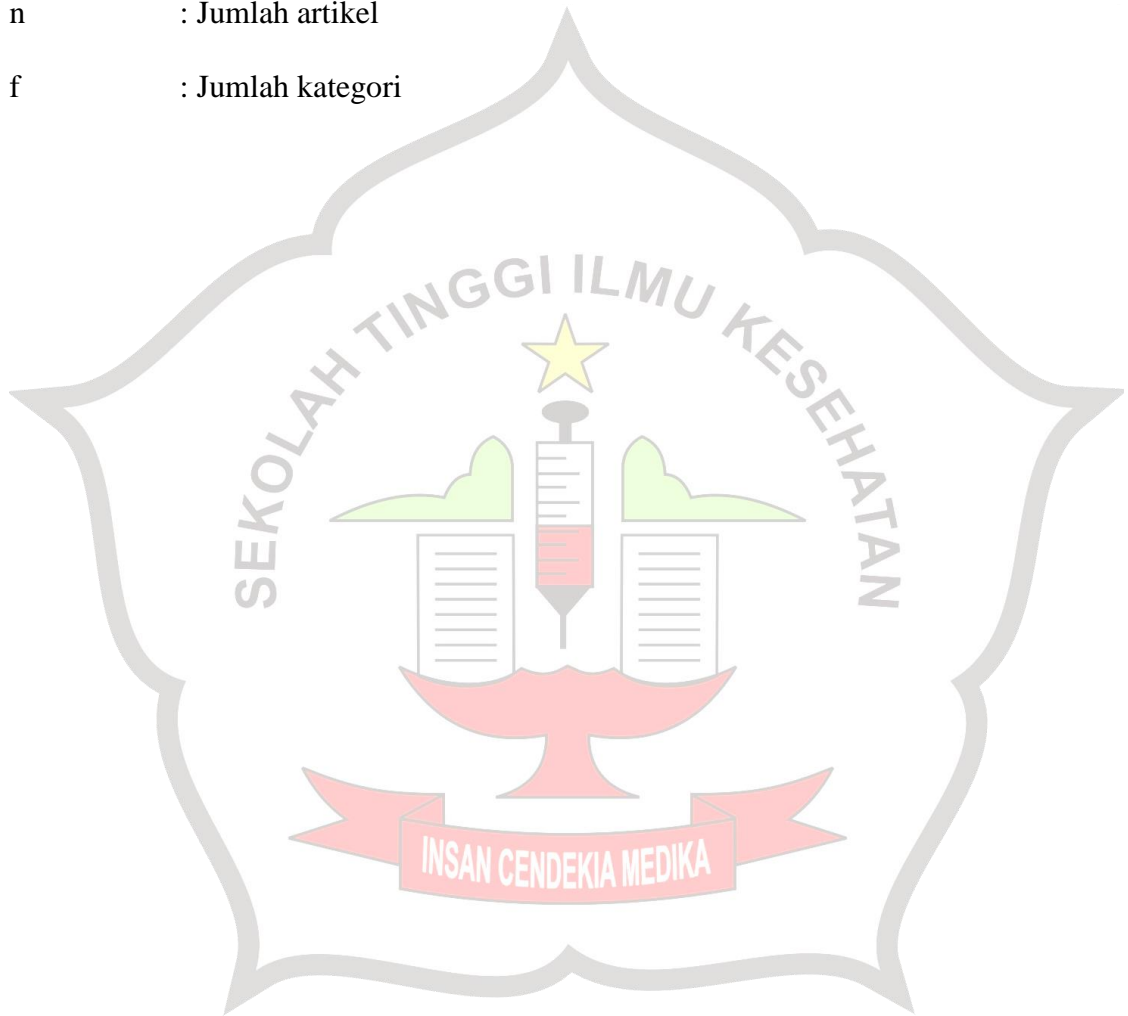 n : Jumlah artikel
f : Jumlah kategori
SEKOLAH TINGGI ILMU KESEHATAN
INSAN CENDEKIA MEDIKA